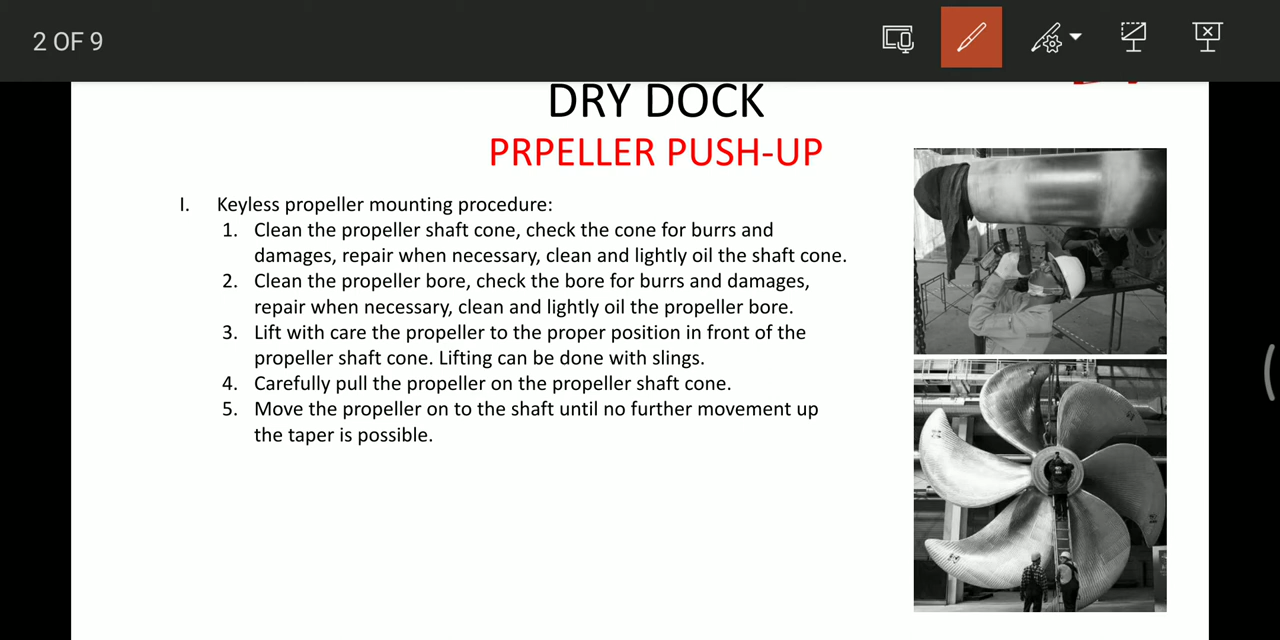 2 OF 9
DRY DOCK
PRPELLER PUSH-UP
I. Keyless propeller mounting procedure:
1. Clean the propeller shaft cone, check the cone for burrs and
damages, repair when necessary, clean and lightly oil the shaft cone.
2. Clean the propeller bore, check the bore for burrs and damages,
repair when necessary, clean and lightly oil the propeller bore.
3. Lift with care the propeller to the proper position in front of the
propeller shaft cone. Lifting can be done with slings.
4. Carefully pull the propeller on the propeller shaft cone.
5. Move the propeller on to the shaft until no further movement up
the taper is possible.